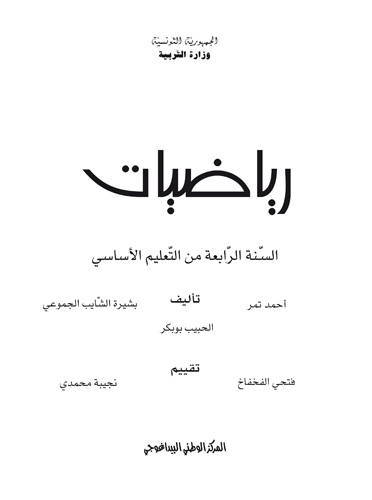 الجمهورية التونسية
وزارة التربية
رياضيات
السّنة الرّابعة من التّعليم الأساسي
تأليف
أحمد تمر بشيرة الشّايب الجموعي
الحبيب بوبكر
تقييم
فتحي الفخفاخ نجيبة محمدي
المركز الوطني البيداغوجي